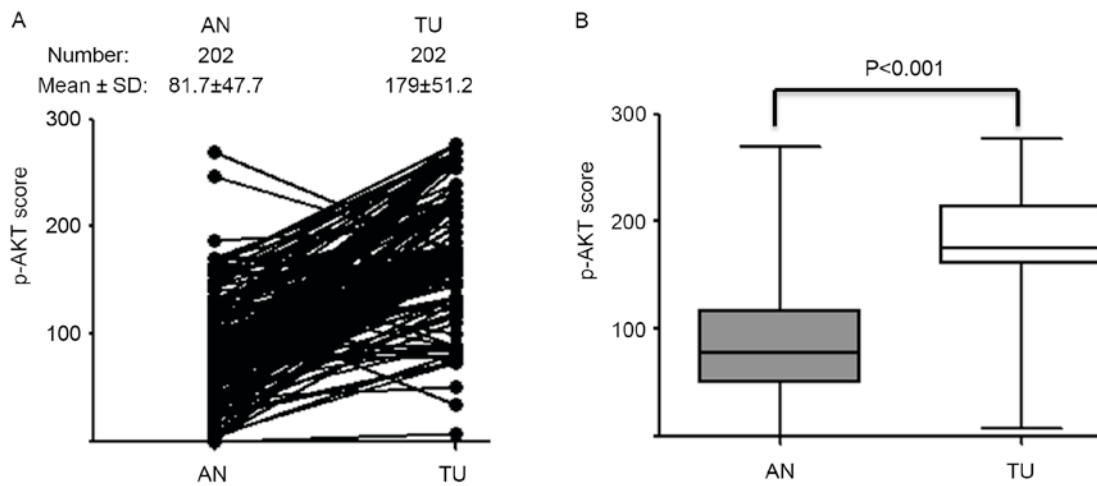 A
AN TU
Number: 202 202
Mean ± SD: 81.7±47.7 179±51.2
300
200
100
p-AKT score
AN TU
B
P<0.001
300
200
100
p-AKT score
AN TU